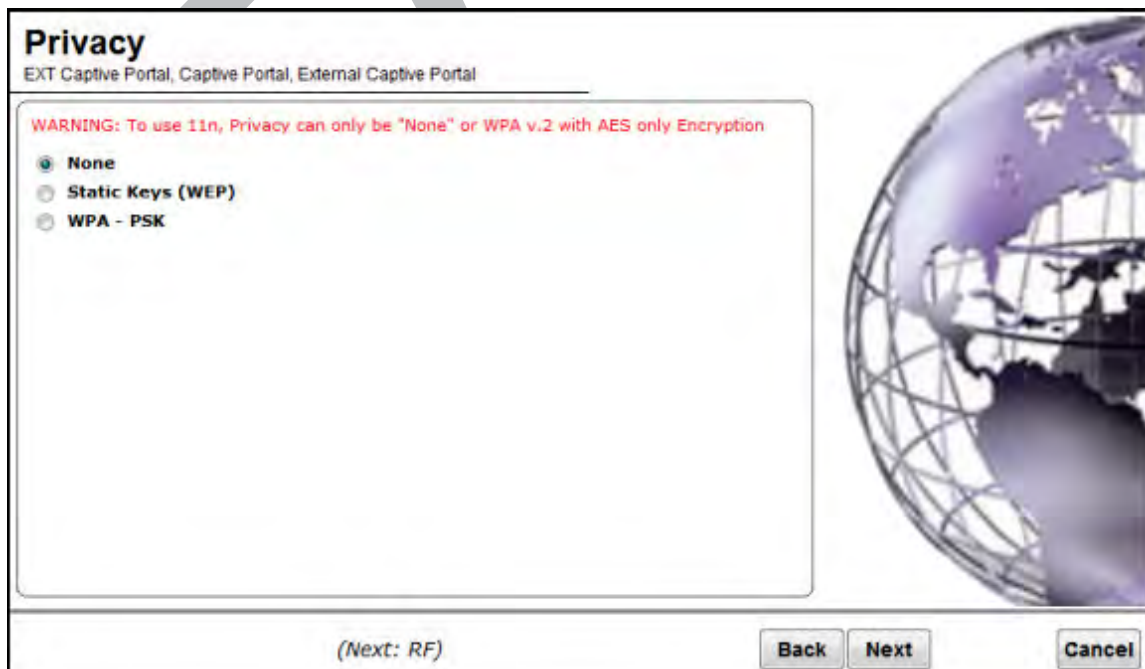 Privacy
EXT Captive Portal, Captive Portal, External Captive Portal
WARNING: To use 11n, Privacy can only be "None" or WPA v.2 with AES only Encryption
None
Static Keys (WEP)
WPA - PSK
(Next: RF)
Back Next Cancel